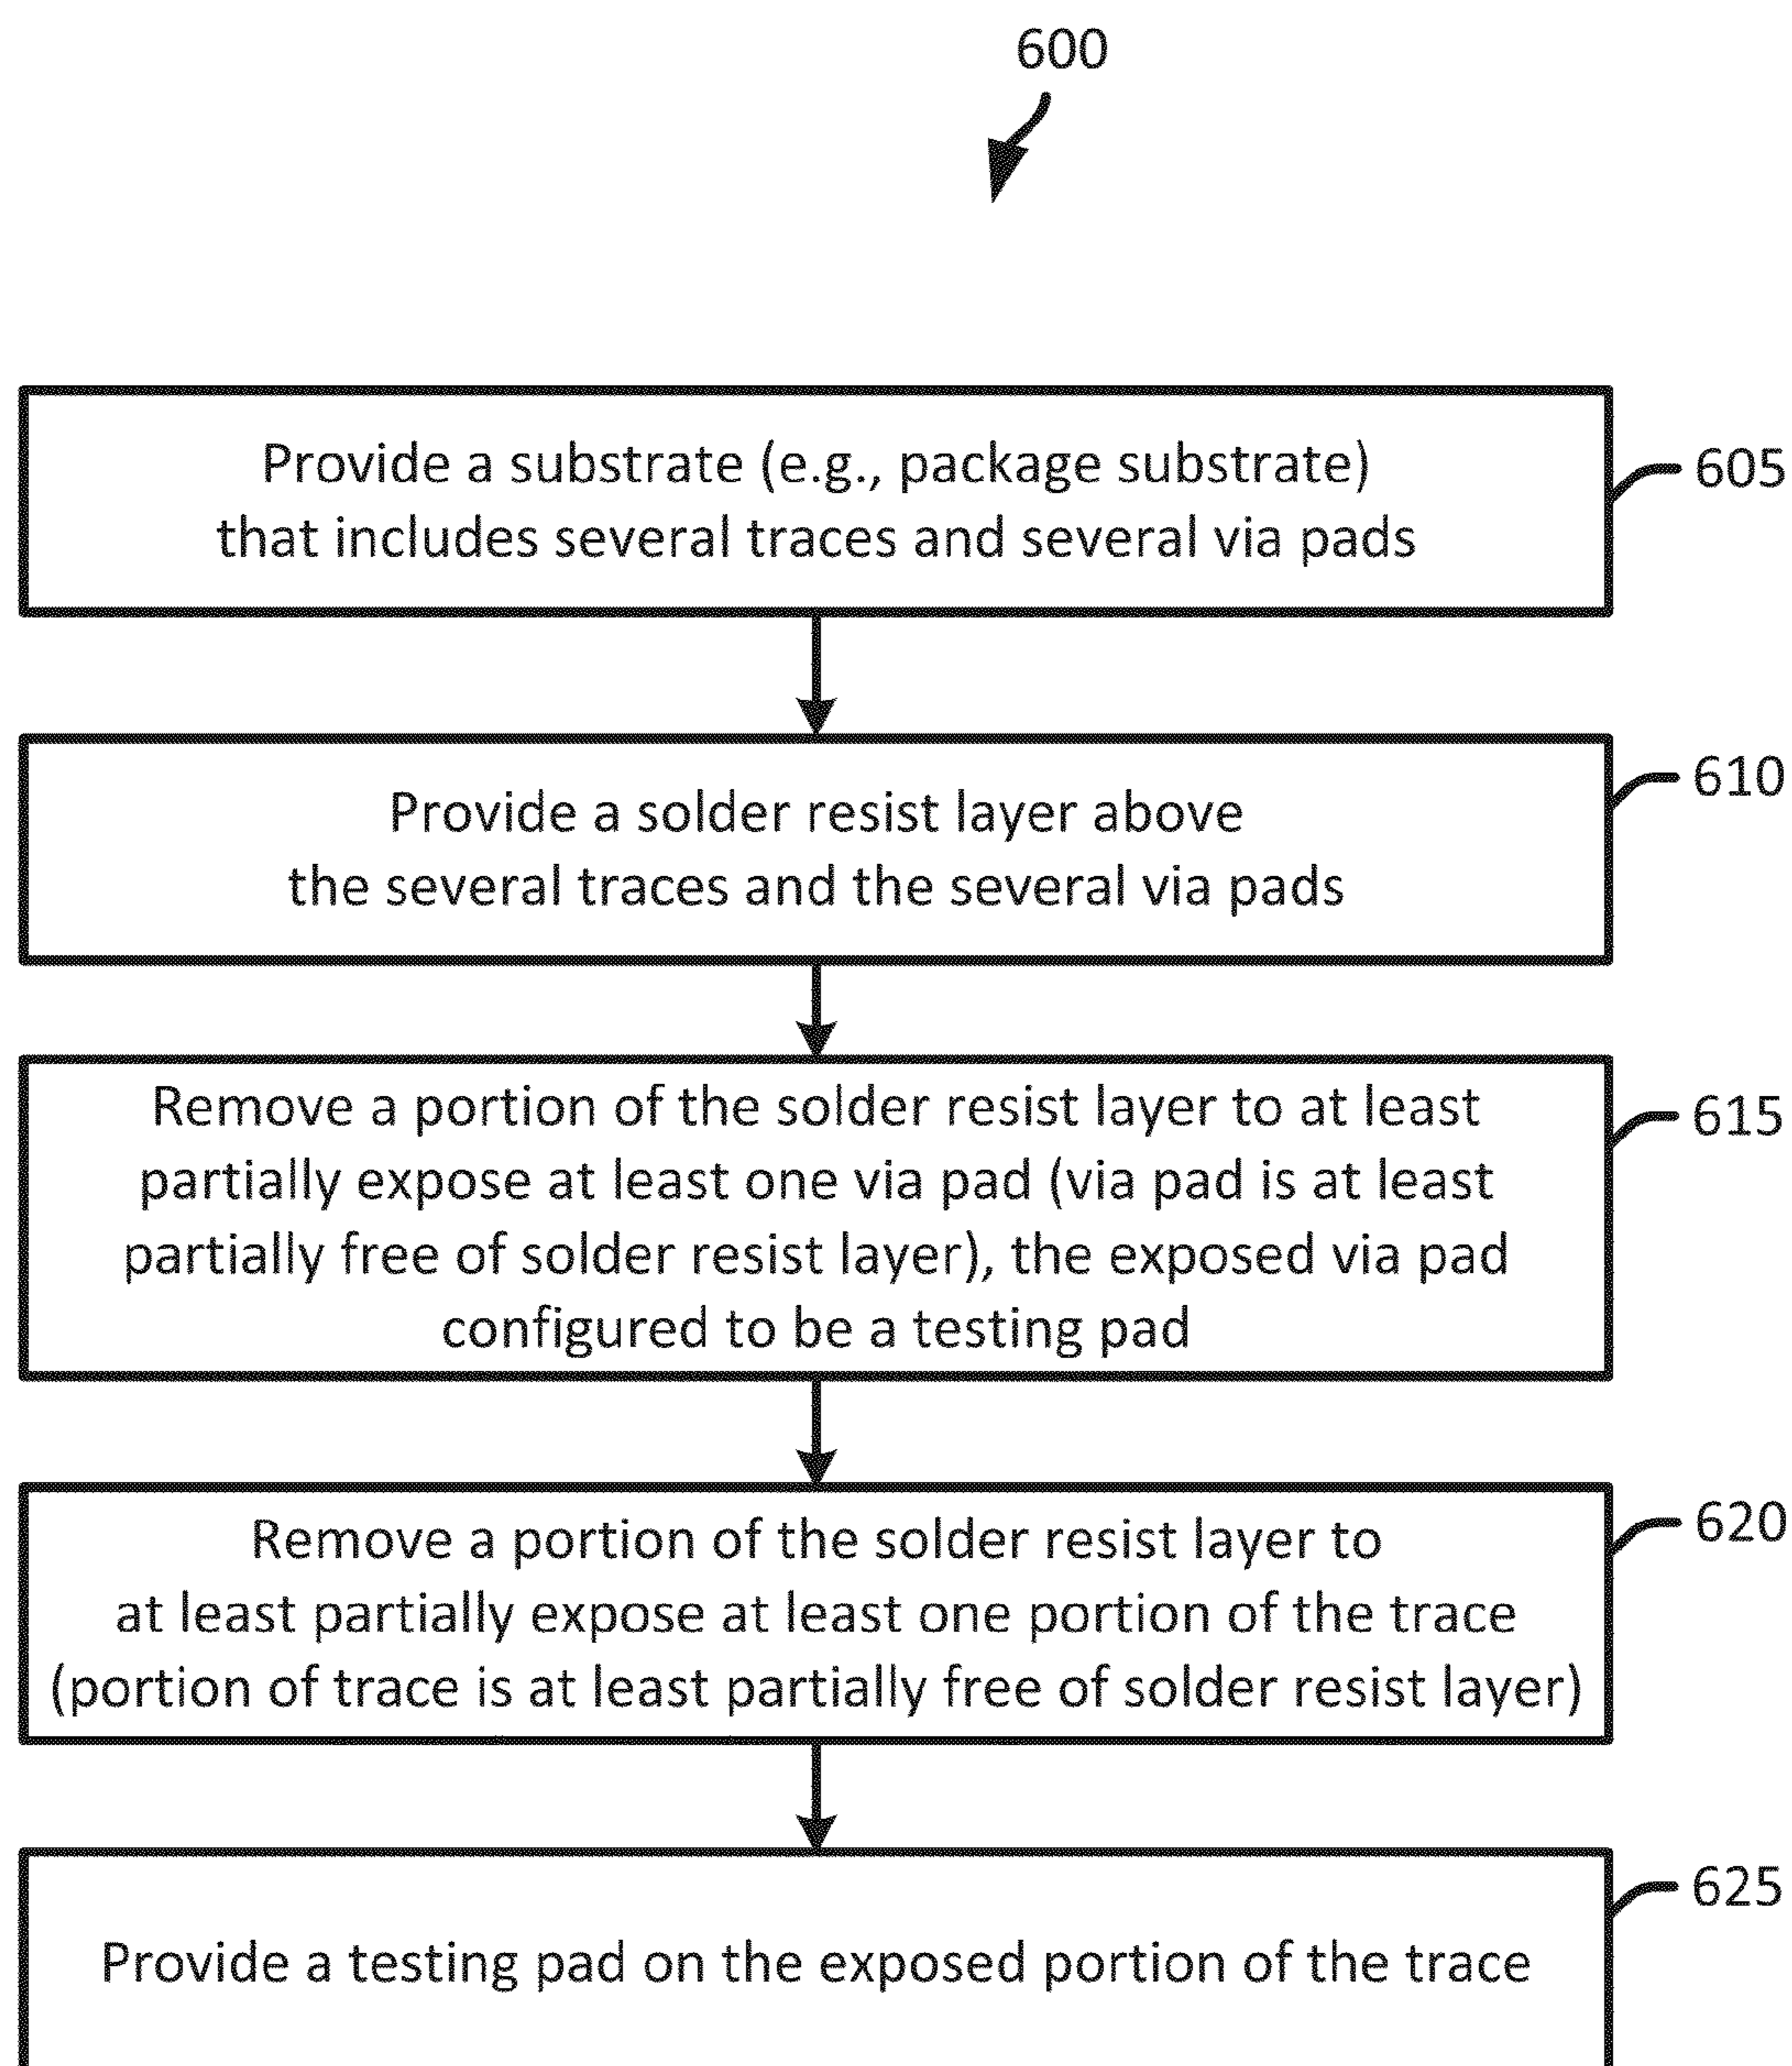 600
Provide a substrate (e.g., package substrate)
that includes several traces and several via pads
605
Provide a solder resist layer above
the several traces and the several via pads
610
Remove a portion of the solder resist layer to at least
partially expose at least one via pad (via pad is at least
partially free of solder resist layer), the exposed via pad
configured to be a testing pad
615
Remove a portion of the solder resist layer to
at least partially expose at least one portion of the trace
(portion of trace is at least partially free of solder resist layer)
620
Provide a testing pad on the exposed portion of the trace
625